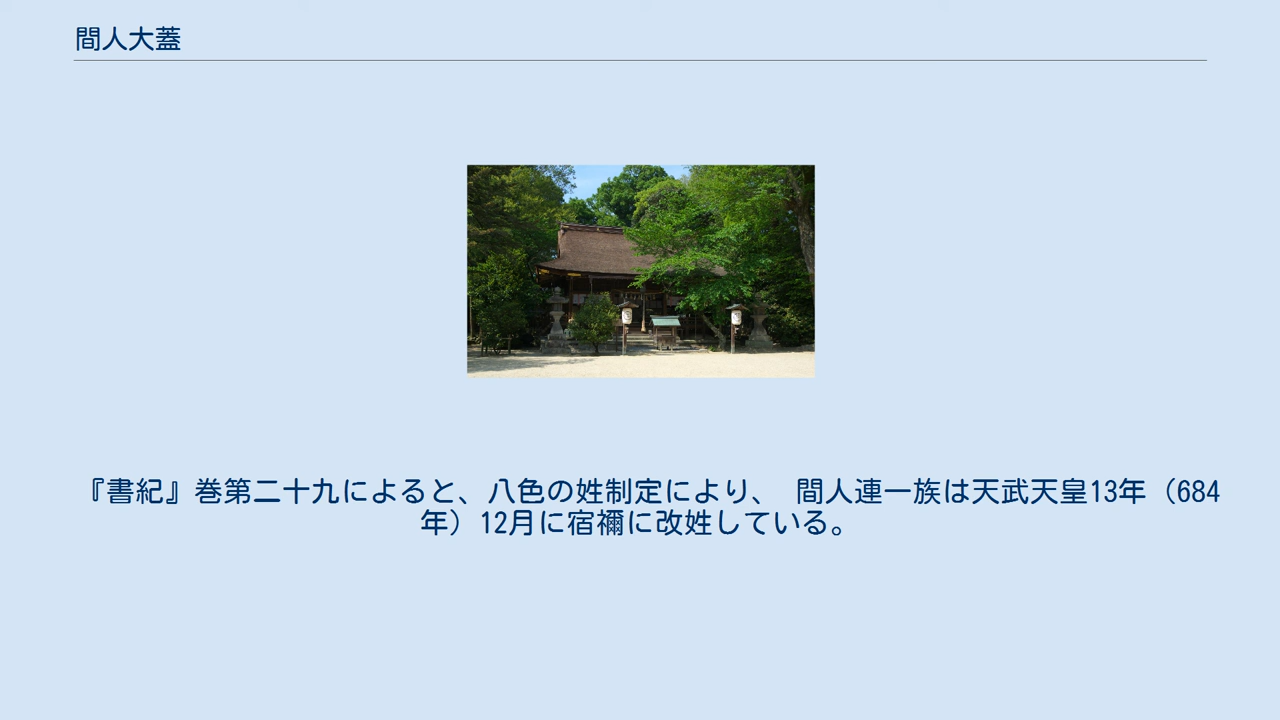 間人大蓋
『書紀』巻第二十九によると、八色の姓制定により、 間人連一族は天武天皇13年（684
年）12月に宿禰に改姓している。